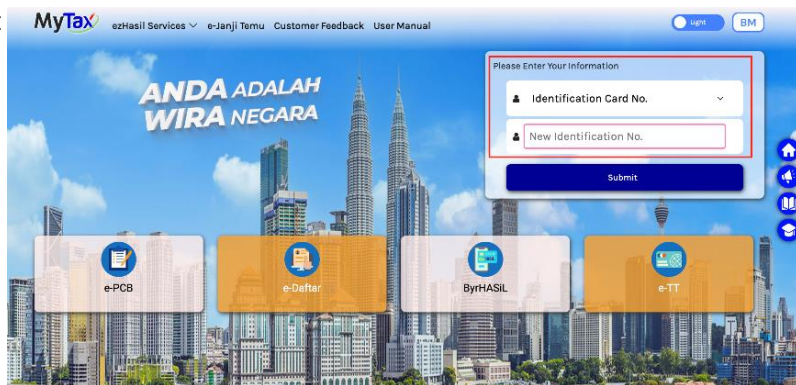 MyTax
ezHasil Services
e-Janji Temu
Customer Feedback
User Manual
Light
BM
ANDA ADALAH
WIRA NEGARA
Please Enter Your Information
Identification Card No.
New Identification No.
Submit
e-PCB
e-Daftar
ByrHASiL
e-TT